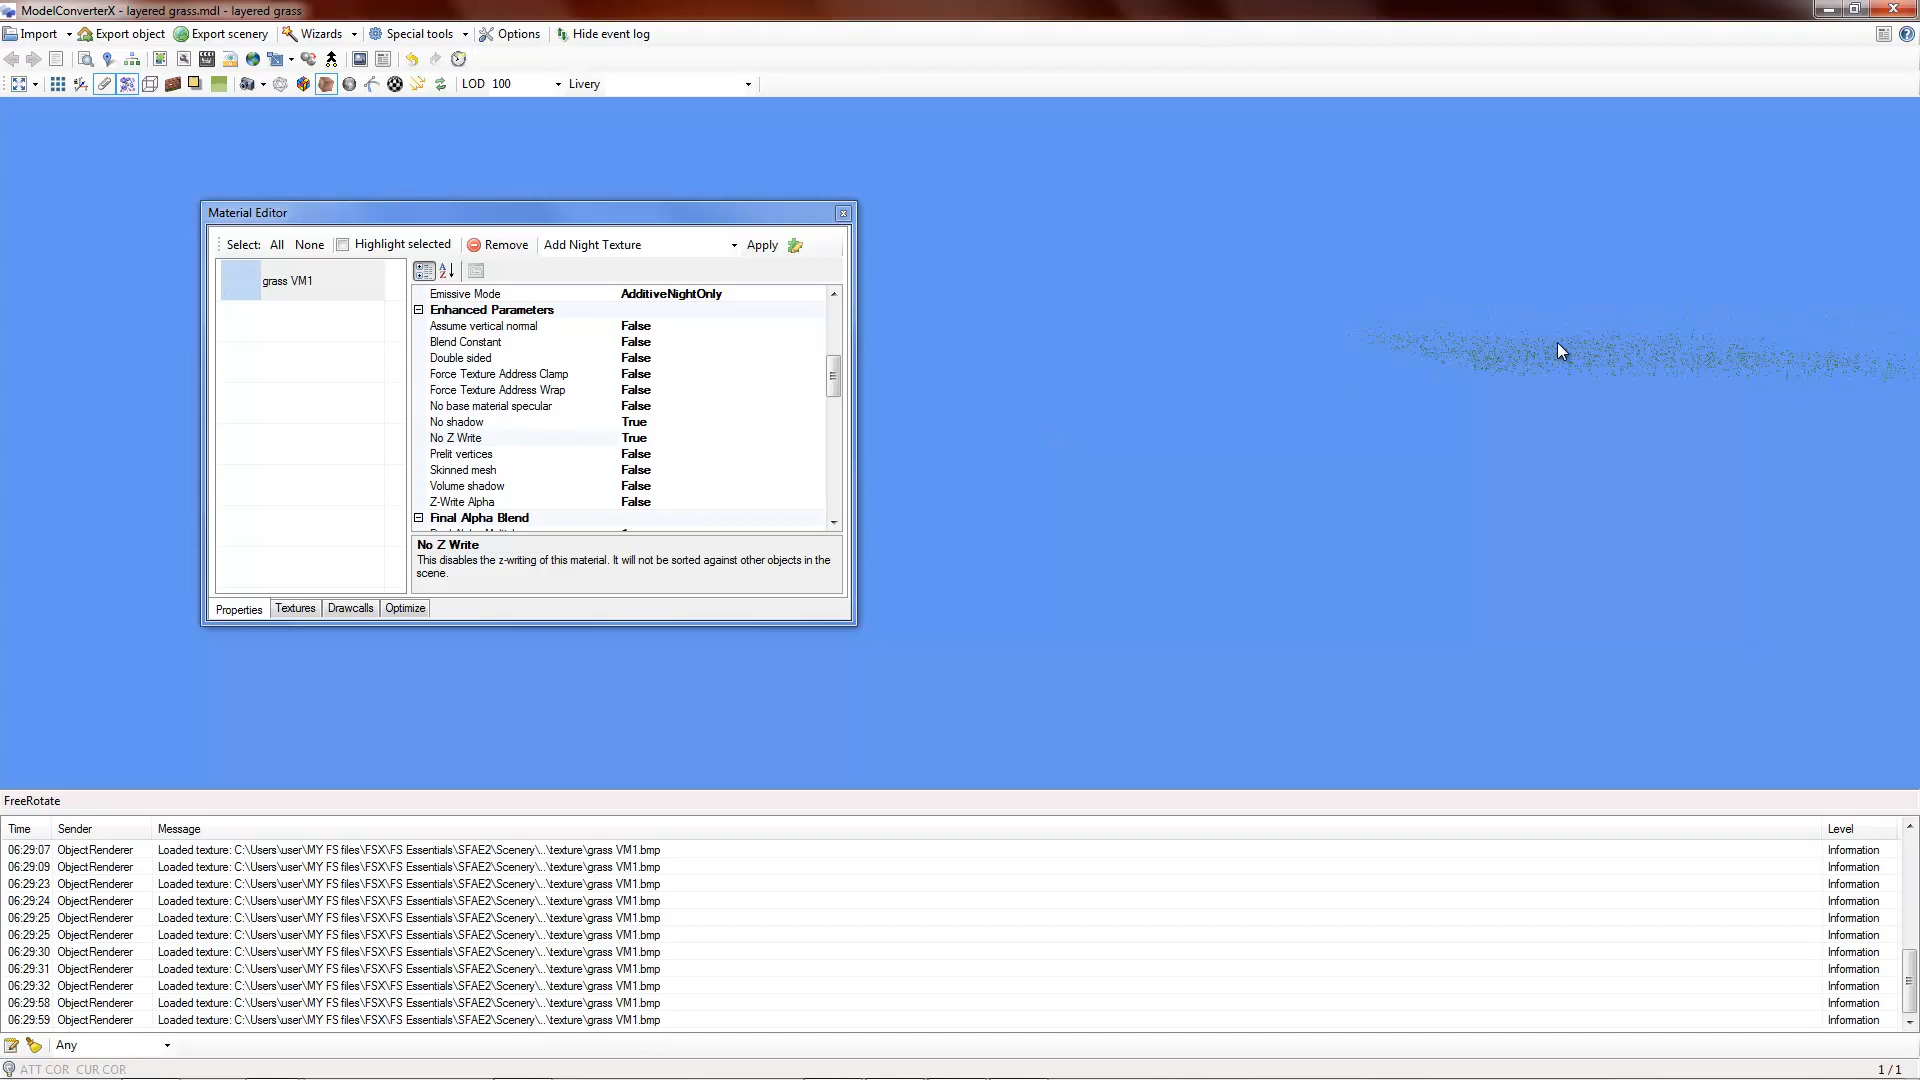 ModelConverterX - layered grass.mdl - layered grass
Import Export object Export scenery Wizards Special tools Options Hide event log
LOD 100 Livery
Material Editor
Select: All None Highlight selected Remove Add Night Texture Apply
grass VM1
Emissive Mode AdditiveNightOnly
Enhanced Parameters
Assume vertical normal False
Blend Constant False
Double sided False
Force Texture Address Clamp False
Force Texture Address Wrap False
No base material specular False
No shadow True
No Z Write True
Prelit vertices False
Skinned mesh False
Volume shadow False
Z-Write Alpha False
Final Alpha Blend
No Z Write
This disables the z-writing of this material. It will not be sorted against other objects in the
scene.
Properties Textures Drawcalls Optimize
FreeRotate
Time Sender Message Level
06:29:07 ObjectRenderer Loaded texture: C:\Users\user\MY FS files\FSX\FS Essentials\SFAE2\Scenery\..\texture\grass VM1.bmp Information
06:29:09 ObjectRenderer Loaded texture: C:\Users\user\MY FS files\FSX\FS Essentials\SFAE2\Scenery\..\texture\grass VM1.bmp Information
06:29:23 ObjectRenderer Loaded texture: C:\Users\user\MY FS files\FSX\FS Essentials\SFAE2\Scenery\..\texture\grass VM1.bmp Information
06:29:24 ObjectRenderer Loaded texture: C:\Users\user\MY FS files\FSX\FS Essentials\SFAE2\Scenery\..\texture\grass VM1.bmp Information
06:29:25 ObjectRenderer Loaded texture: C:\Users\user\MY FS files\FSX\FS Essentials\SFAE2\Scenery\..\texture\grass VM1.bmp Information
06:29:25 ObjectRenderer Loaded texture: C:\Users\user\MY FS files\FSX\FS Essentials\SFAE2\Scenery\..\texture\grass VM1.bmp Information
06:29:30 ObjectRenderer Loaded texture: C:\Users\user\MY FS files\FSX\FS Essentials\SFAE2\Scenery\..\texture\grass VM1.bmp Information
06:29:31 ObjectRenderer Loaded texture: C:\Users\user\MY FS files\FSX\FS Essentials\SFAE2\Scenery\..\texture\grass VM1.bmp Information
06:29:32 ObjectRenderer Loaded texture: C:\Users\user\MY FS files\FSX\FS Essentials\SFAE2\Scenery\..\texture\grass VM1.bmp Information
06:29:58 ObjectRenderer Loaded texture: C:\Users\user\MY FS files\FSX\FS Essentials\SFAE2\Scenery\..\texture\grass VM1.bmp Information
06:29:59 ObjectRenderer Loaded texture: C:\Users\user\MY FS files\FSX\FS Essentials\SFAE2\Scenery\..\texture\grass VM1.bmp Information
Any
ATT COR CUR COR 1 / 1